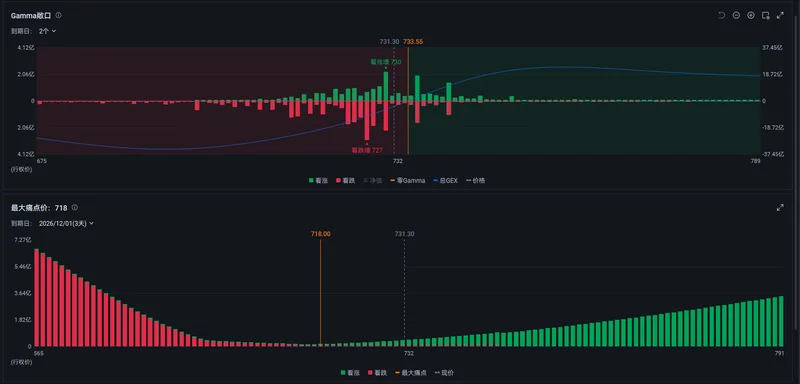 Gamma敞口
到期日： 2个
731.30 733.55
4.12亿 37.45亿
看涨墙 730
2.06亿 18.72亿
0 0
2.06亿 -18.72亿
看跌墙 727
4.12亿 -37.45亿
675 732 789
(行权价)
看涨 看跌 净值 零Gamma 总GEX 价格
最大痛点价： 718
到期日： 2026/12/01(3天)
718.00 731.30
7.27亿
5.46亿
3.64亿
1.82亿
0
565 732 791
(行权价)
看涨 看跌 最大痛点 现价